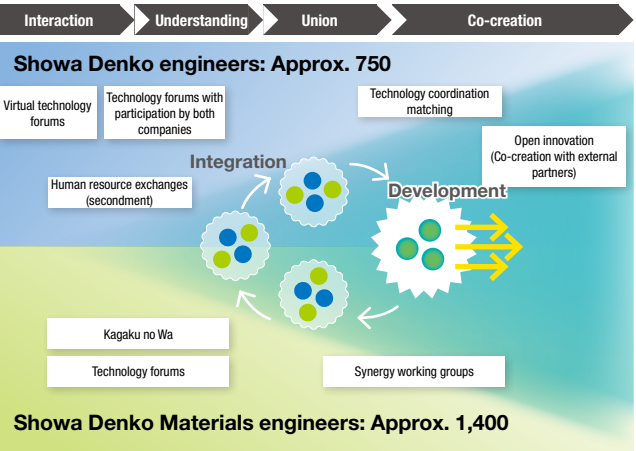 Interaction
Understanding
Union
Co-creation
Showa Denko engineers: Approx. 750
Virtual technology
forums
Technology forums with
participation by both
companies
Technology coordination
matching
Open innovation
(Co-creation with external
partners)
Integration
Human resource exchanges
(secondment)
Development
Kagaku no Wa
Technology forums
Synergy working groups
Showa Denko Materials engineers: Approx. 1,400